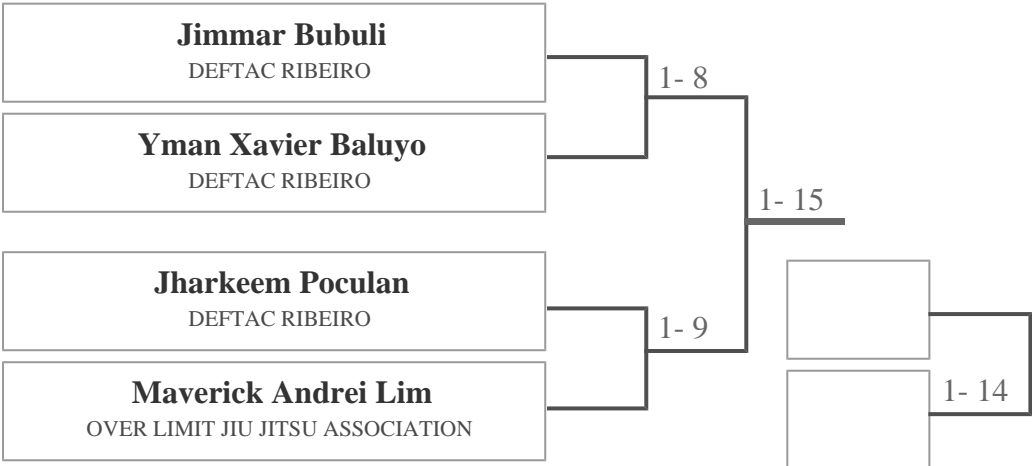 Jimmar Bubuli
DEFTAC RIBEIRO
1- 8
Yman Xavier Baluyo
DEFTAC RIBEIRO
1- 15
Jharkeem Poculan
DEFTAC RIBEIRO
1- 9
Maverick Andrei Lim
OVER LIMIT JIU JITSU ASSOCIATION
1- 14